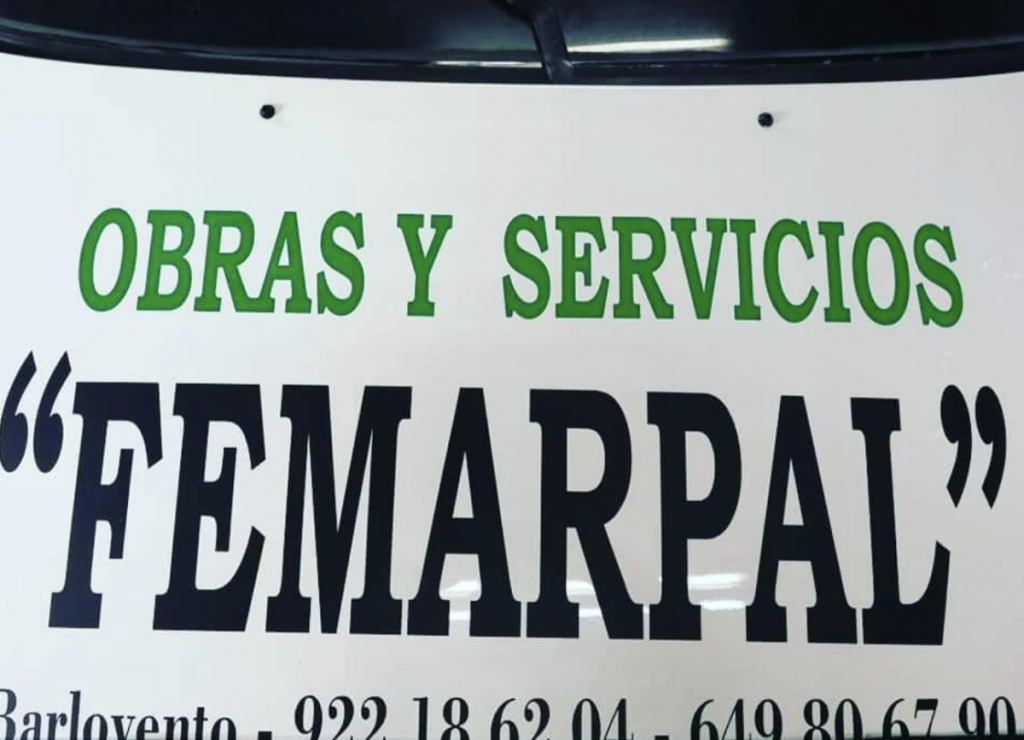 OBRAS Y SERVICIOS
“FEMARPAL”
Barlovento - 922 18 62 04 - 649 80 67 90